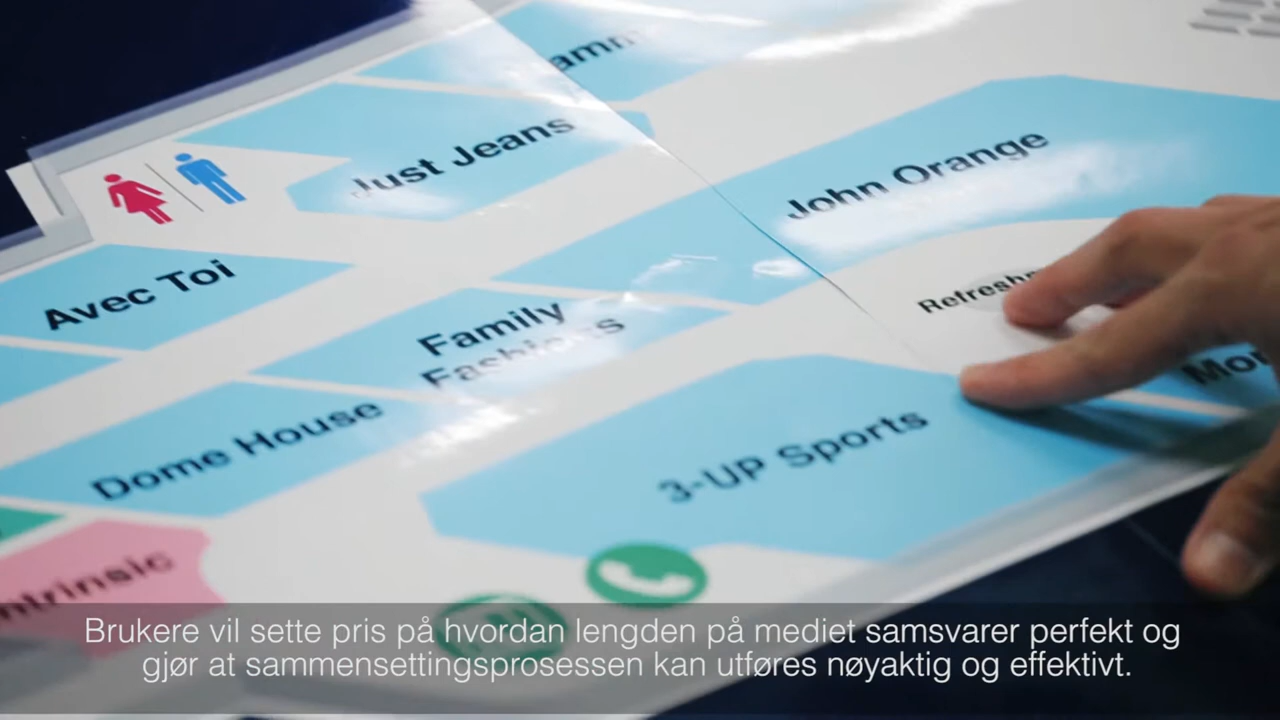 Just Jeans
John Orange
Avec Toi
Family
Fashions
Dome House
3-UP Sports
Brukere vil sette pris på hvordan lengden på mediet samsvarer perfekt og
gjør at sammensettingsprosessen kan utføres nøyaktig og effektivt.